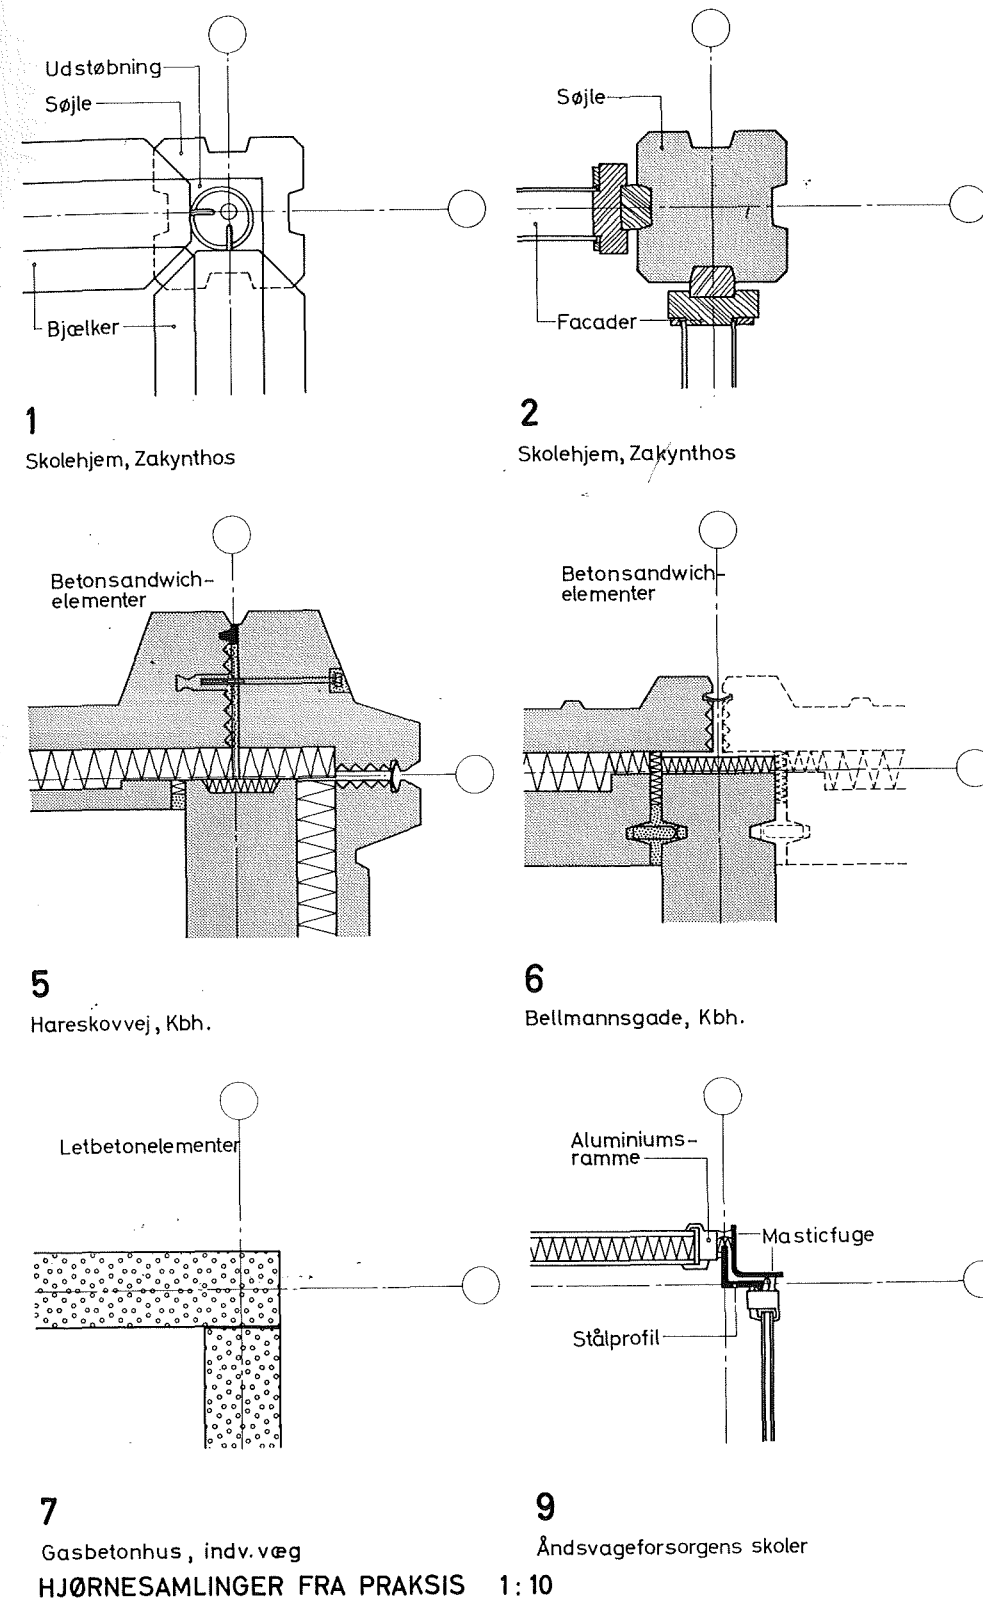 Udstøbning
Søjle
Bjælker
1
Skolehjem, Zakynthos
Søjle
Facader
2
Skolehjem, Zakynthos
Betonsandwich-
elementer
5
Hareskovvej, Kbh.
Betonsandwich-
elementer
6
Bellmannsgade, Kbh.
Letbetonelementer
7
Gasbetonhus, indv. væg
Aluminiums-
ramme
Masticfuge
Stålprofil
9
Åndsvageforsorgens skoler
HJØRNESAMLINGER FRA PRAKSIS 1:10